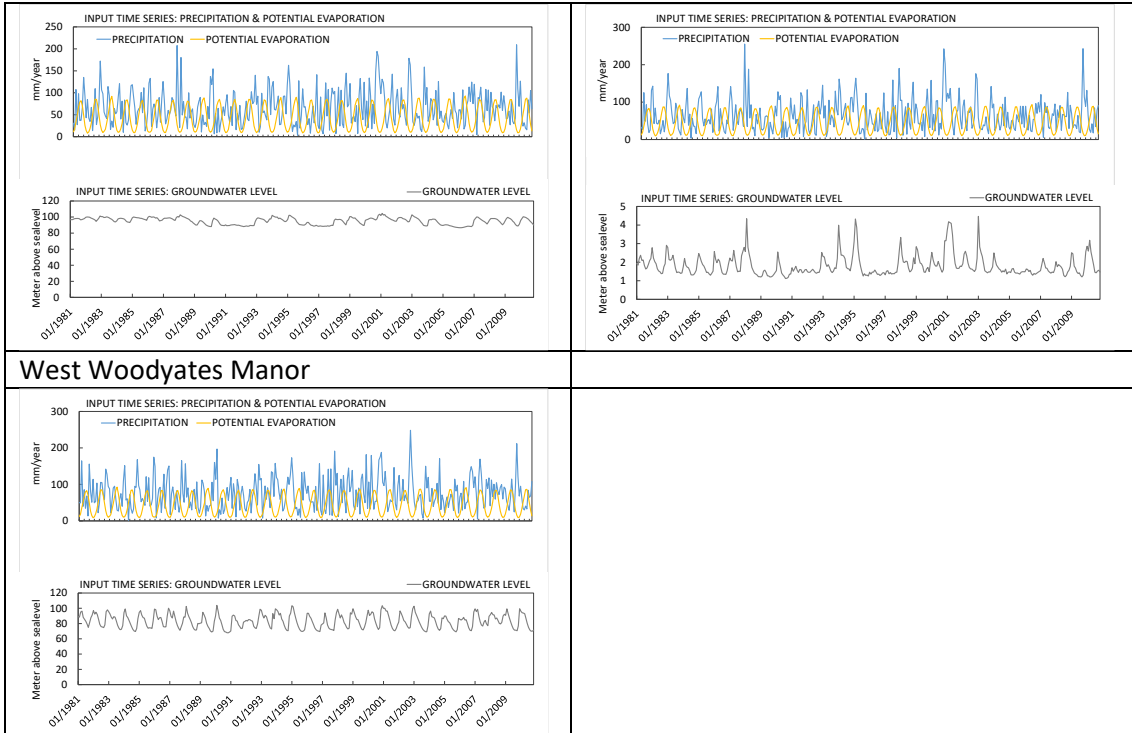 INPUT TIME SERIES: PRECIPITATION & POTENTIAL EVAPORATION
PRECIPITATION POTENTIAL EVAPORATION
mm/year
250
200
150
100
50
0
INPUT TIME SERIES: GROUNDWATER LEVEL GROUNDWATER LEVEL
Meter above sealevel
120
100
80
60
40
20
0
01/1981 01/1983 01/1985 01/1987 01/1989 01/1991 01/1993 01/1995 01/1997 01/1999 01/2001 01/2003 01/2005 01/2007 01/2009
INPUT TIME SERIES: PRECIPITATION & POTENTIAL EVAPORATION
PRECIPITATION POTENTIAL EVAPORATION
mm/year
300
200
100
0
INPUT TIME SERIES: GROUNDWATER LEVEL GROUNDWATER LEVEL
Meter above sealevel
5
4
3
2
1
0
01/1981 01/1983 01/1985 01/1987 01/1989 01/1991 01/1993 01/1995 01/1997 01/1999 01/2001 01/2003 01/2005 01/2007 01/2009
West Woodyates Manor
INPUT TIME SERIES: PRECIPITATION & POTENTIAL EVAPORATION
PRECIPITATION POTENTIAL EVAPORATION
mm/year
300
200
100
0
INPUT TIME SERIES: GROUNDWATER LEVEL GROUNDWATER LEVEL
Meter above sealevel
120
100
80
60
40
20
0
01/1981 01/1983 01/1985 01/1987 01/1989 01/1991 01/1993 01/1995 01/1997 01/1999 01/2001 01/2003 01/2005 01/2007 01/2009